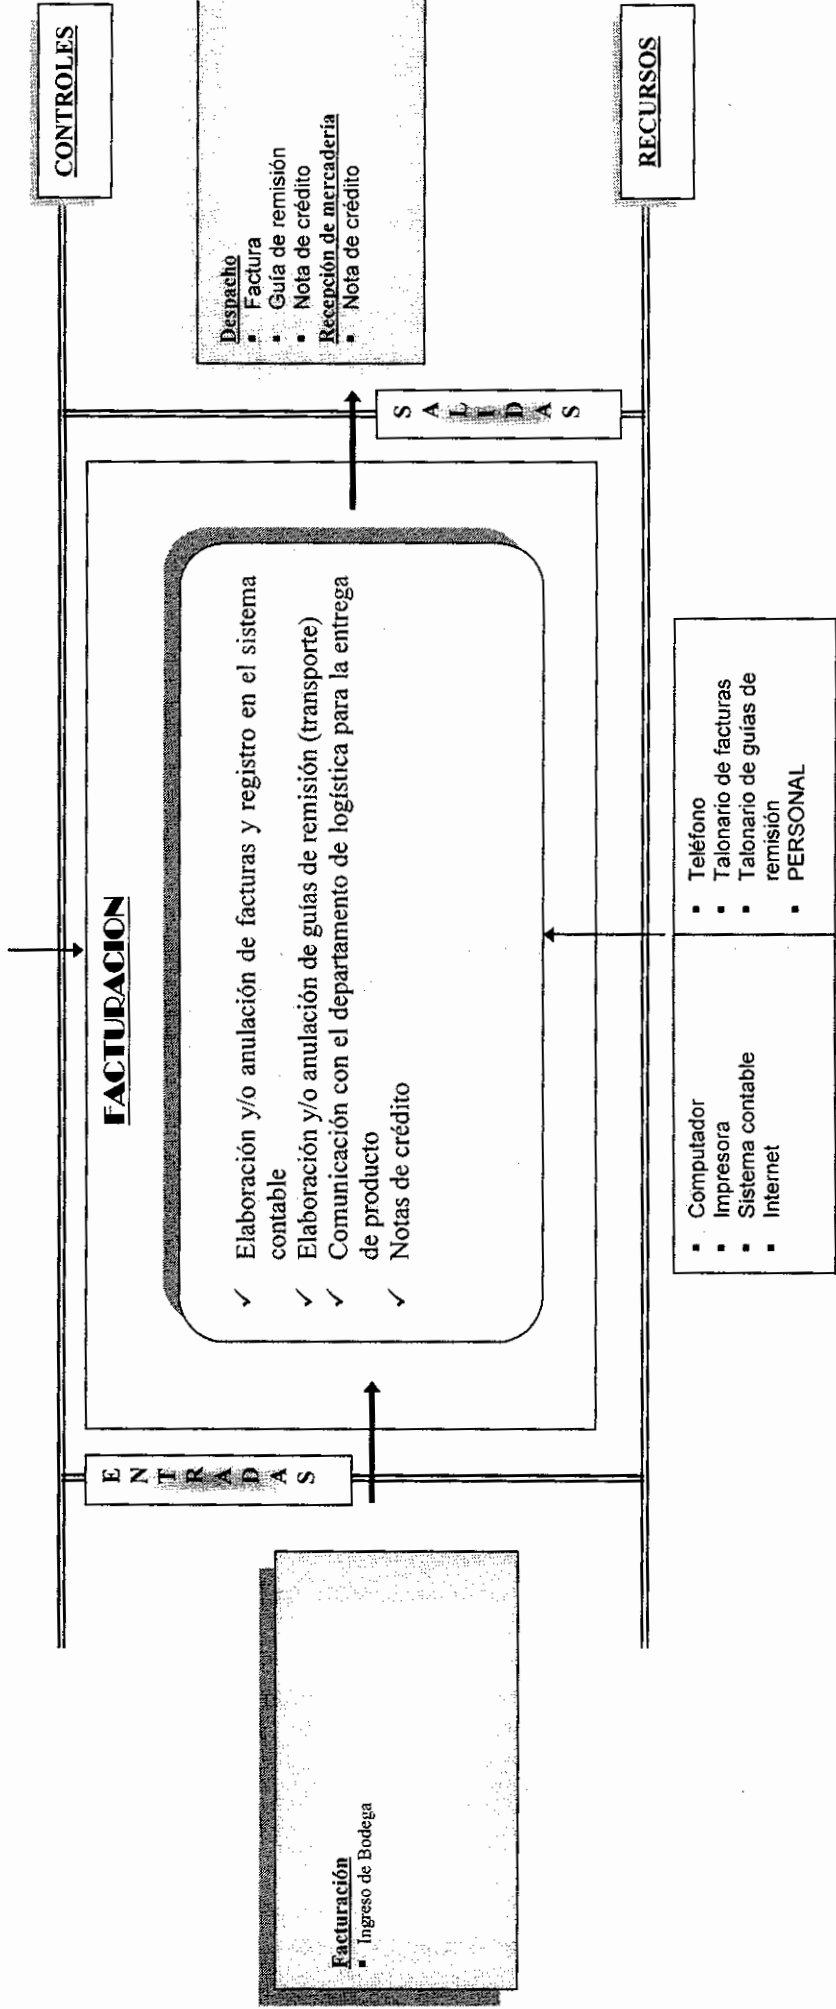 CONTROLES
FACTURACION
ENTRADAS
Facturación
▪ Ingreso de Bodega
✓ Elaboración y/o anulación de facturas y registro en el sistema
contable
✓ Elaboración y/o anulación de guías de remisión (transporte)
✓ Comunicación con el departamento de logística para la entrega
de producto
✓ Notas de crédito
SALIDAS
Despacho
▪ Factura
▪ Guía de remisión
▪ Nota de crédito
Recepción de mercadería
▪ Nota de crédito
RECURSOS
▪ Computador
▪ Impresora
▪ Sistema contable
▪ Internet
▪ Teléfono
▪ Talonario de facturas
▪ Talonario de guías de
remisión
▪ PERSONAL